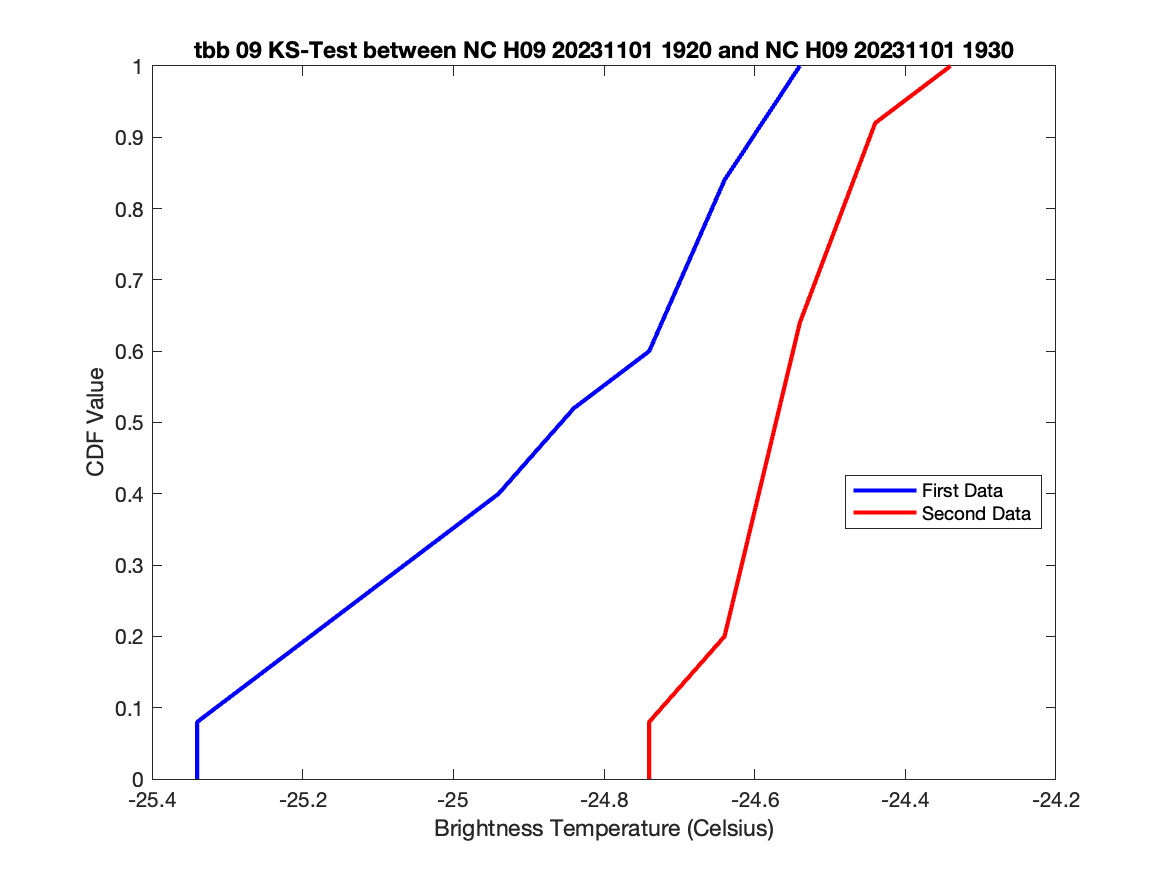 tbb 09 KS-Test between NC H09 20231101 1920 and NC H09 20231101 1930
1
0.9
0.8
0.7
0.6
0.5
0.4
0.3
0.2
0.1
0
CDF Value
First Data
Second Data
-25.4 -25.2 -25 -24.8 -24.6 -24.4 -24.2
Brightness Temperature (Celsius)